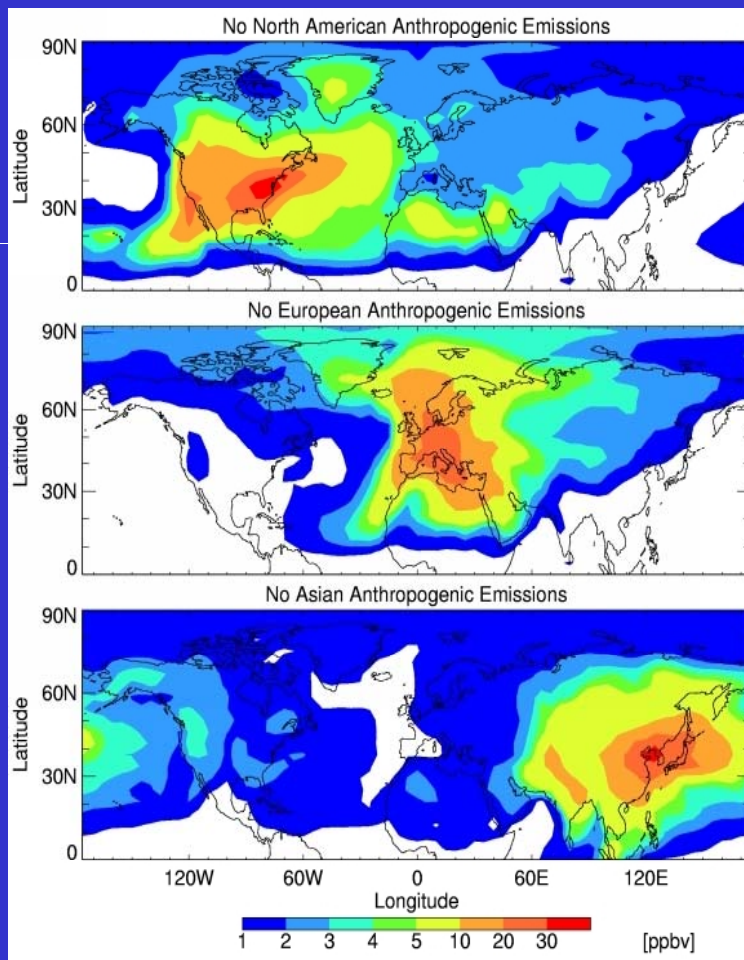 No North American Anthropogenic Emissions
90N
60N
30N
0
Latitude
No European Anthropogenic Emissions
90N
60N
30N
0
Latitude
No Asian Anthropogenic Emissions
90N
60N
30N
0
Latitude
120W 60W 0 60E 120E
Longitude
1 2 3 4 5 10 20 30 [ppbv]